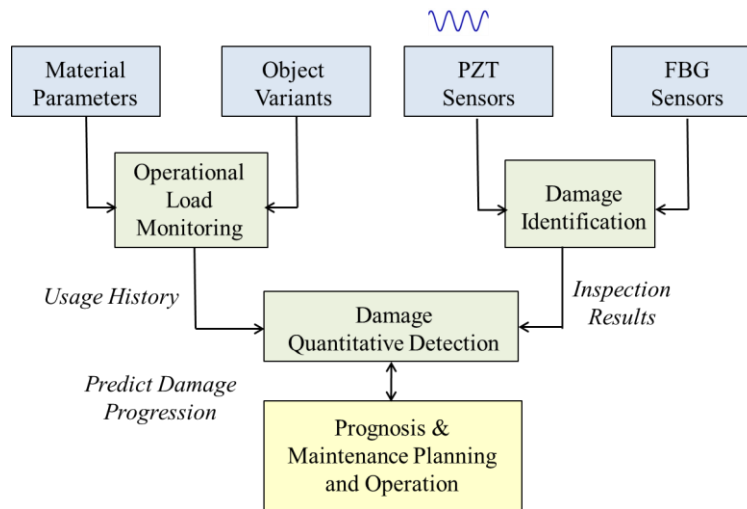 Material
Parameters
Object
Variants
PZT
Sensors
FBG
Sensors
Operational
Load
Monitoring
Damage
Identification
Usage History
Inspection
Results
Damage
Quantitative Detection
Predict Damage
Progression
Prognosis &
Maintenance Planning
and Operation